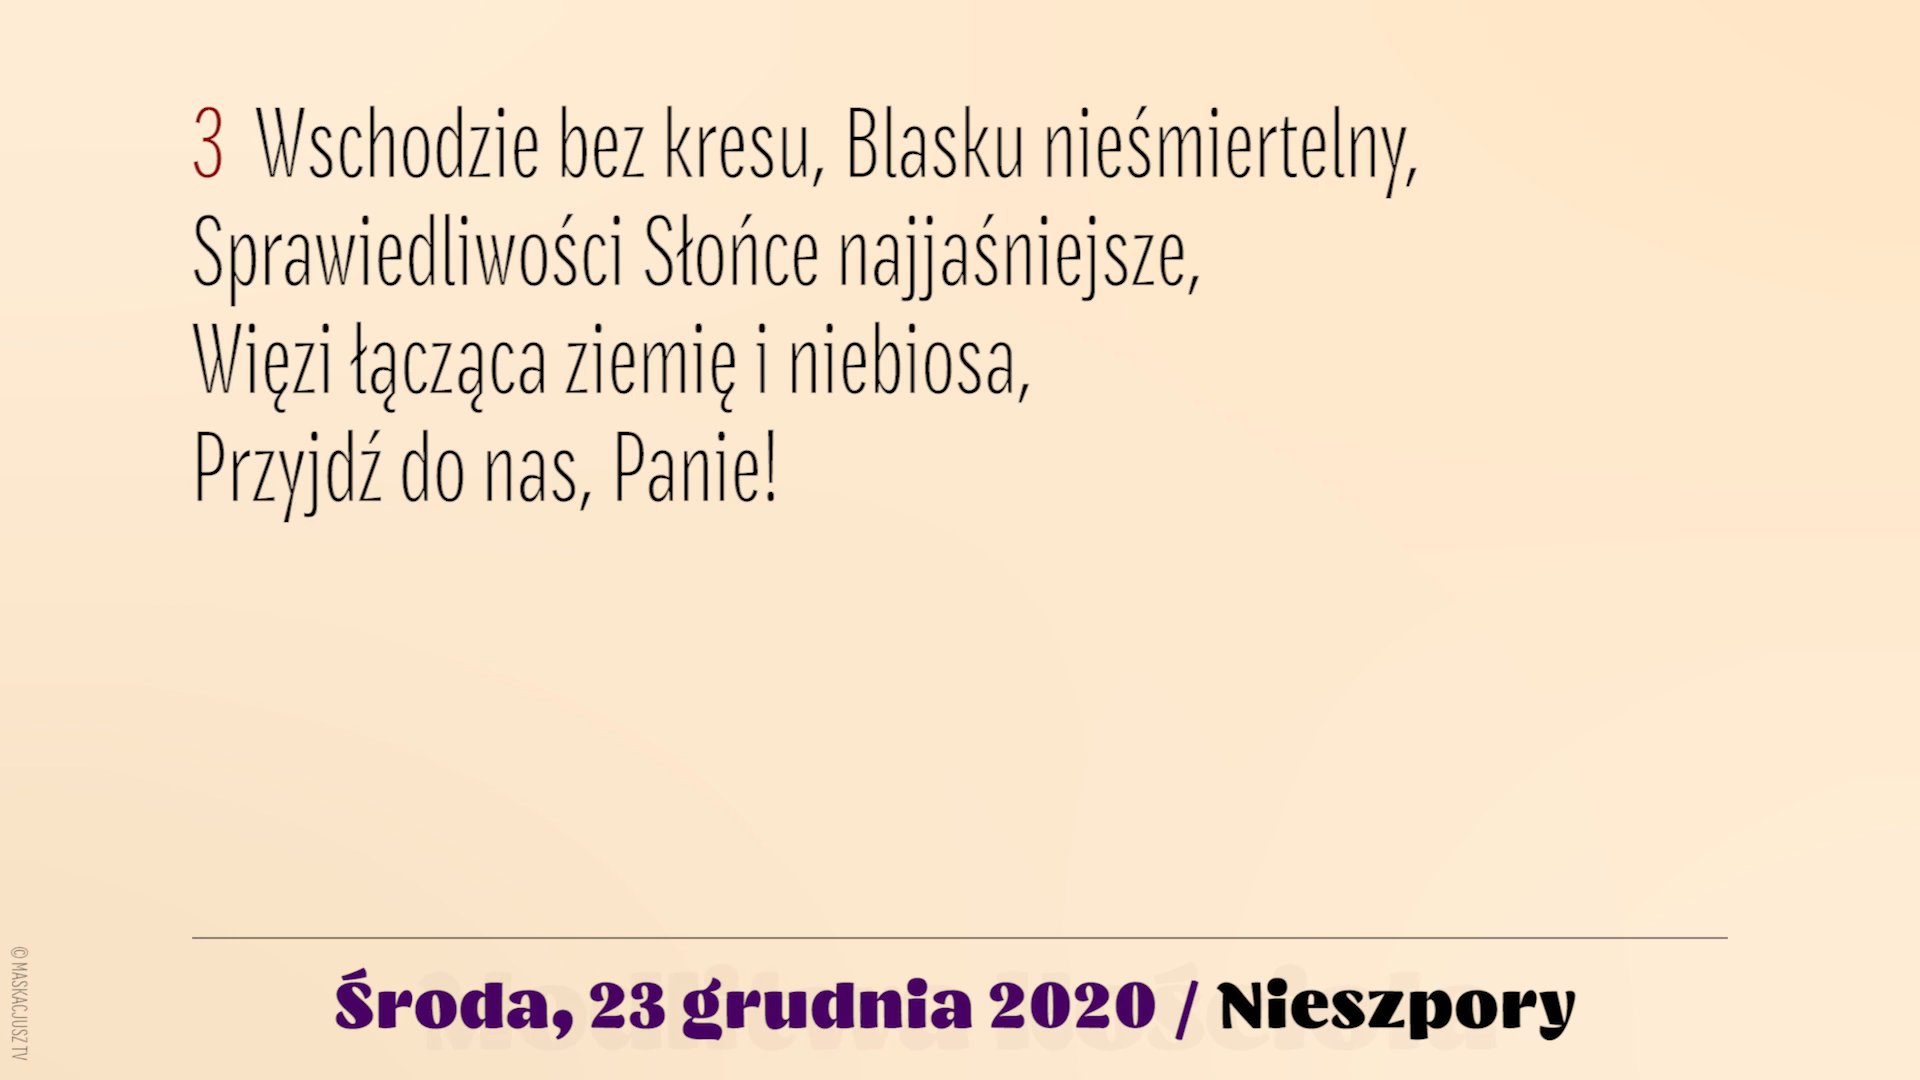 3 Wschodzie bez kresu, Blasku nieśmiertelny,
Sprawiedliwości Słońce najjaśniejsze,
Więzi łącząca ziemię i niebiosa,
Przyjdź do nas, Panie!
Środa, 23 grudnia 2020 / Nieszpory
© MASKACJUSZ TV